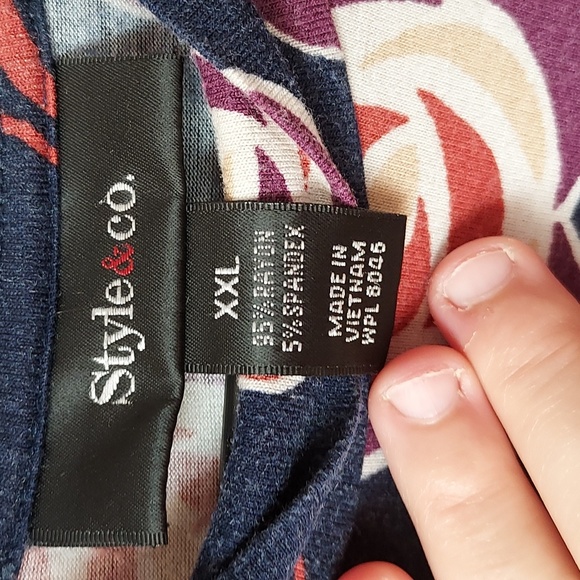 Style&co.
XXL
95% RAYON
5% SPANDEX
MADE IN
VIETNAM
WPL 8046